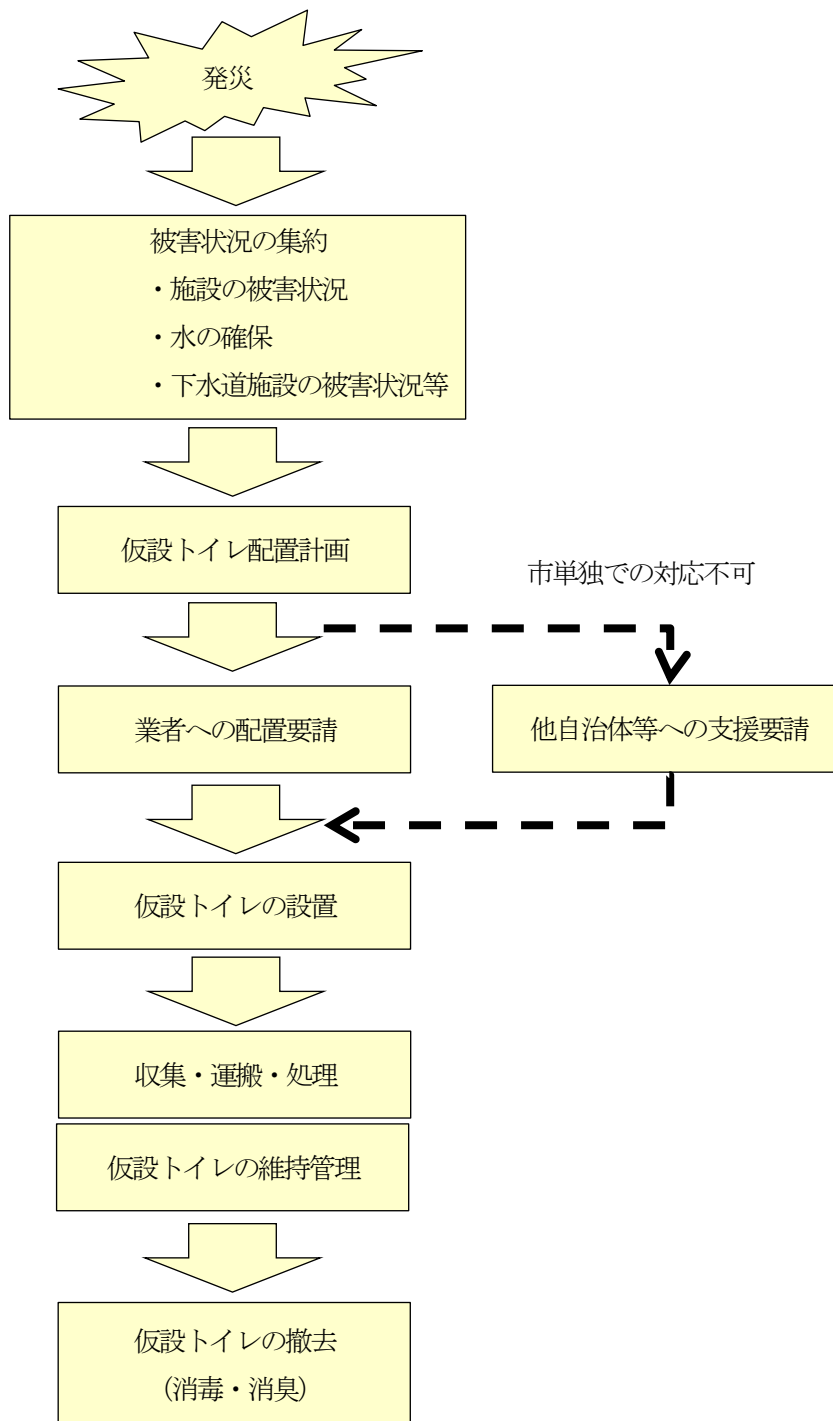 発災
被害状況の集約
・施設の被害状況
・水の確保
・下水道施設の被害状況等
仮設トイレ配置計画
市単独での対応不可
業者への配置要請
他自治体等への支援要請
仮設トイレの設置
収集・運搬・処理
仮設トイレの維持管理
仮設トイレの撤去
（消毒・消臭）